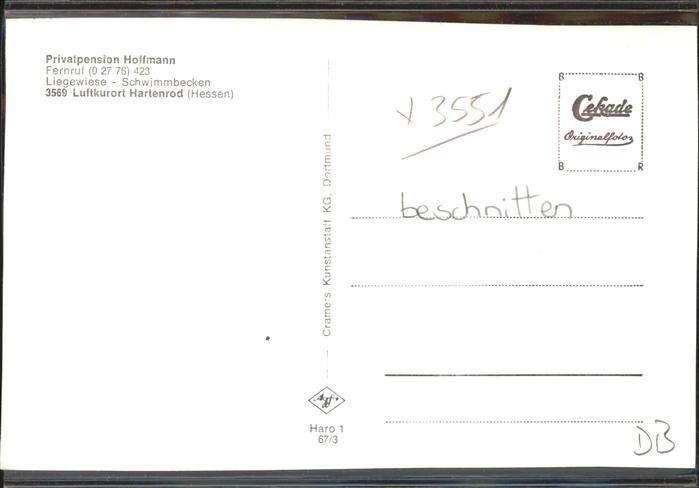 Privatpension Hoffmann
Fernruf (0 27 76) 423
Liegewiese - Schwimmbecken
3569 Luftkurort Hartenrod (Hessen)
Cramers Kunstanstalt KG, Dortmund
Haro 1
67/3
3551
B B
Cekade
Originalfoto
B R
beschnitten
DB